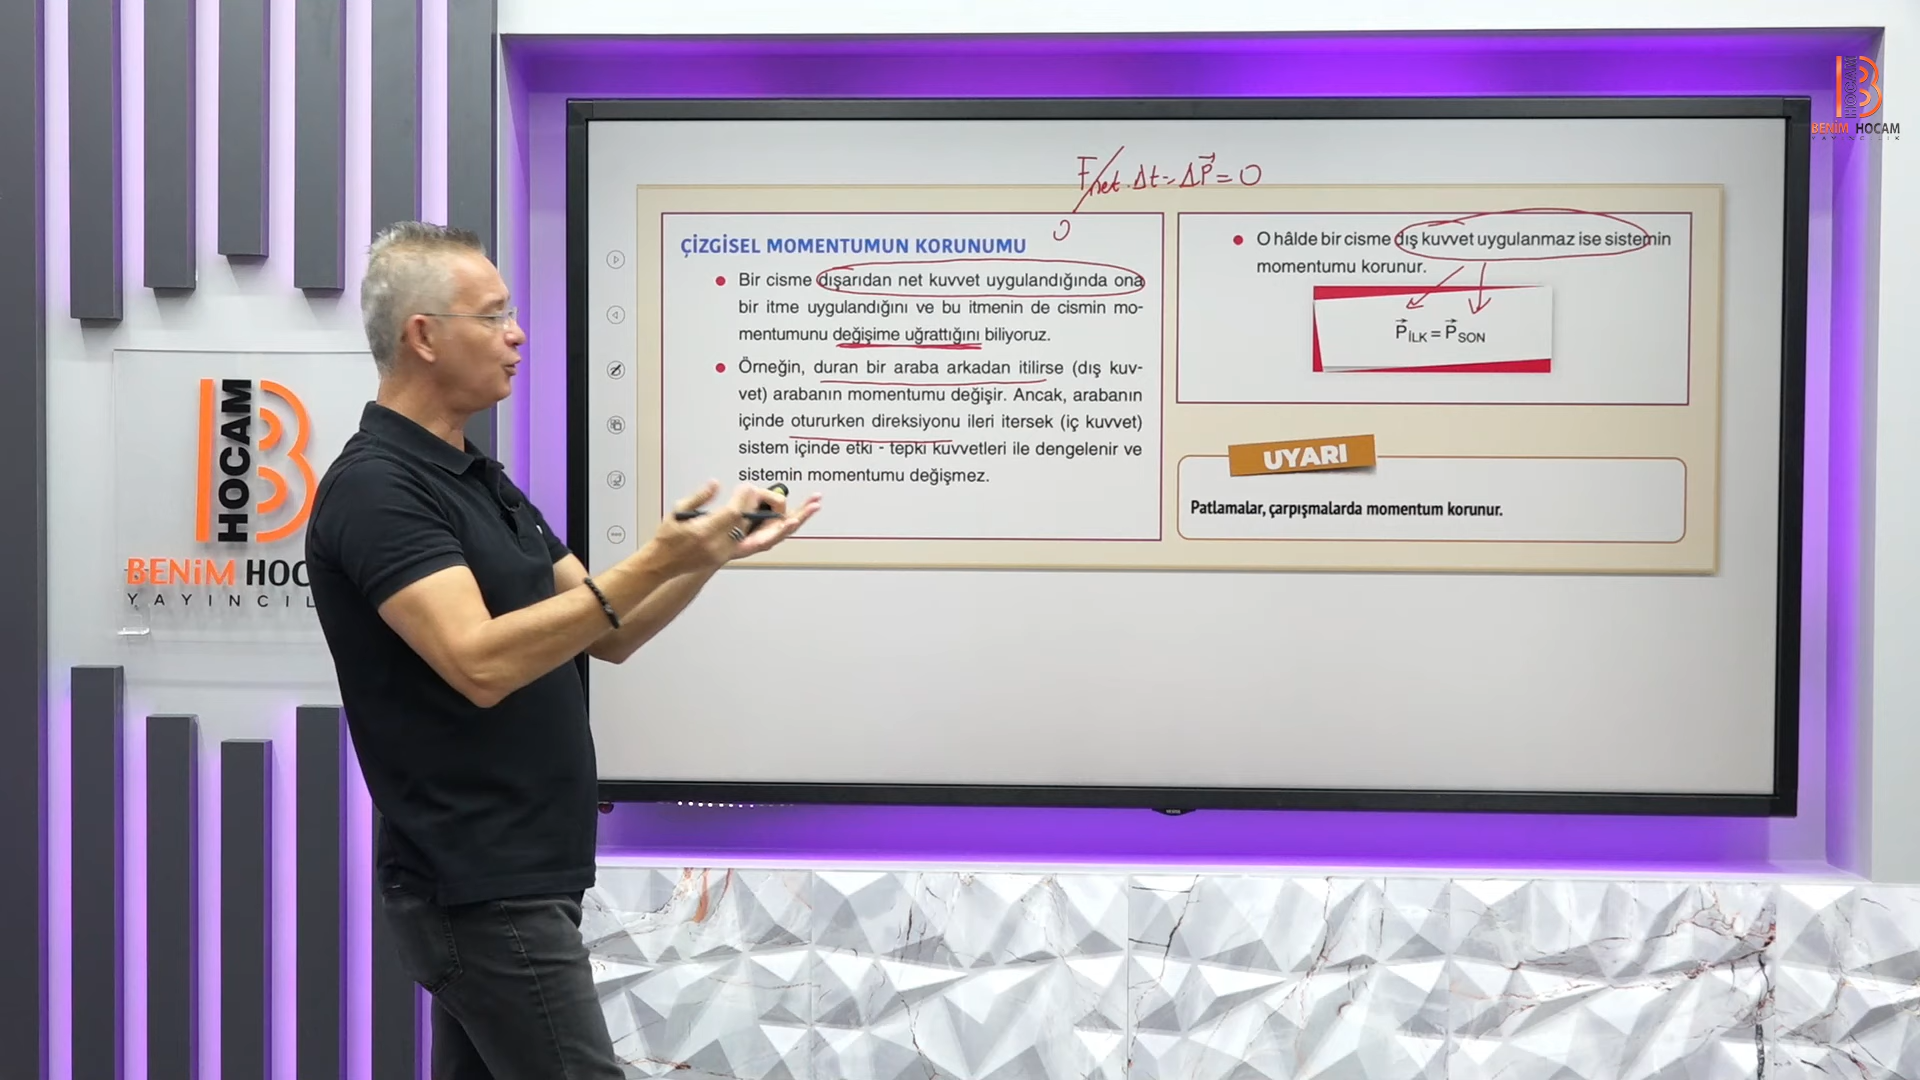 HOCAM
BENİM HOCAM
YAYINCILIK
F net . Δt = ΔP⃗ = 0
0
ÇİZGİSEL MOMENTUMUN KORUNUMU
• Bir cisme dışarıdan net kuvvet uygulandığında ona
bir itme uygulandığını ve bu itmenin de cismin mo-
mentumunu değişime uğrattığını biliyoruz.
• Örneğin, duran bir araba arkadan itilirse (dış kuv-
vet) arabanın momentumu değişir. Ancak, arabanın
içinde otururken direksiyonu ileri itersek (iç kuvvet)
sistem içinde etki - tepki kuvvetleri ile dengelenir ve
sistemin momentumu değişmez.
• O hâlde bir cisme dış kuvvet uygulanmaz ise sistemin
momentumu korunur.
P⃗İLK = P⃗SON
UYARI
Patlamalar, çarpışmalarda momentum korunur.
HOCAM
BENİM HOC
YAYINCIL